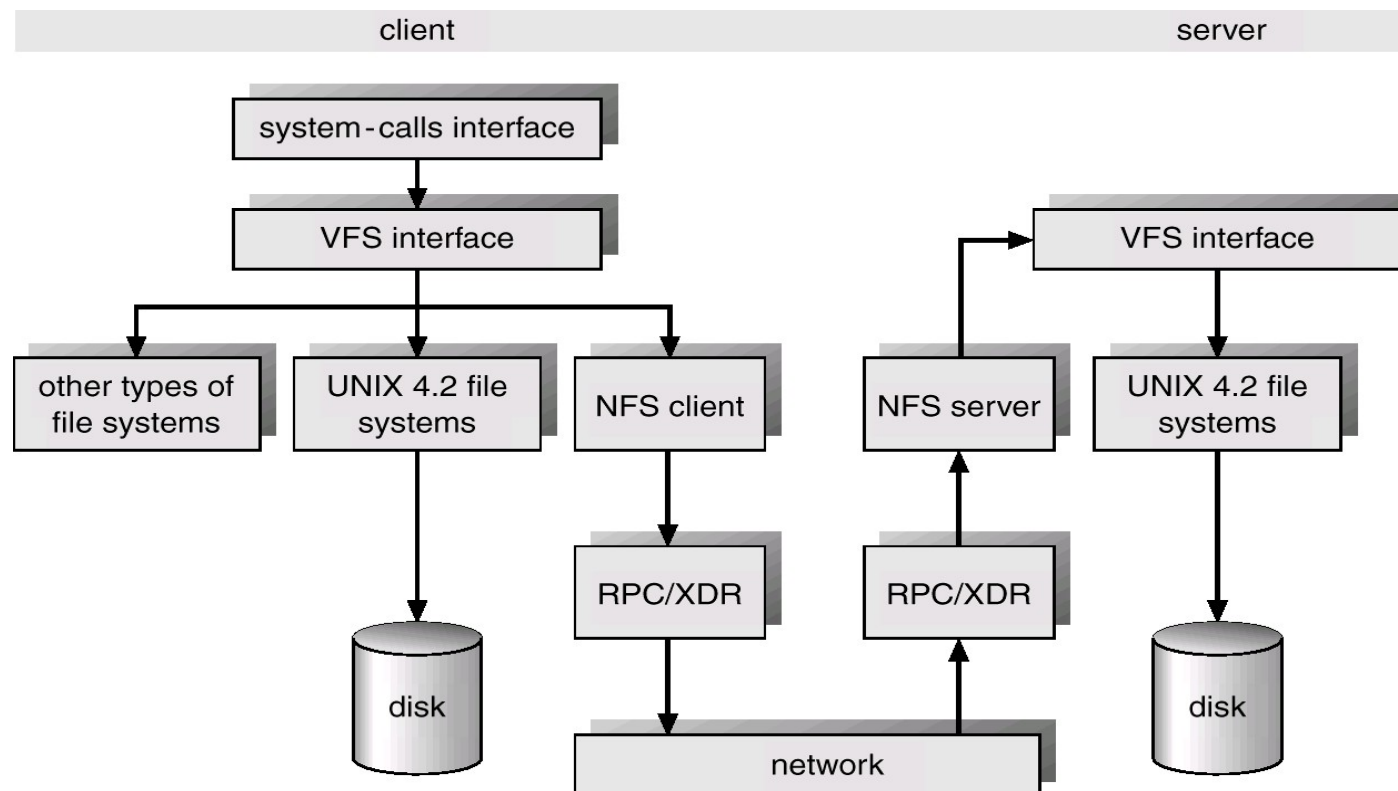 client
server
system-calls interface
VFS interface
VFS interface
other types of
file systems
UNIX 4.2 file
systems
NFS client
NFS server
UNIX 4.2 file
systems
RPC/XDR
RPC/XDR
disk
disk
network